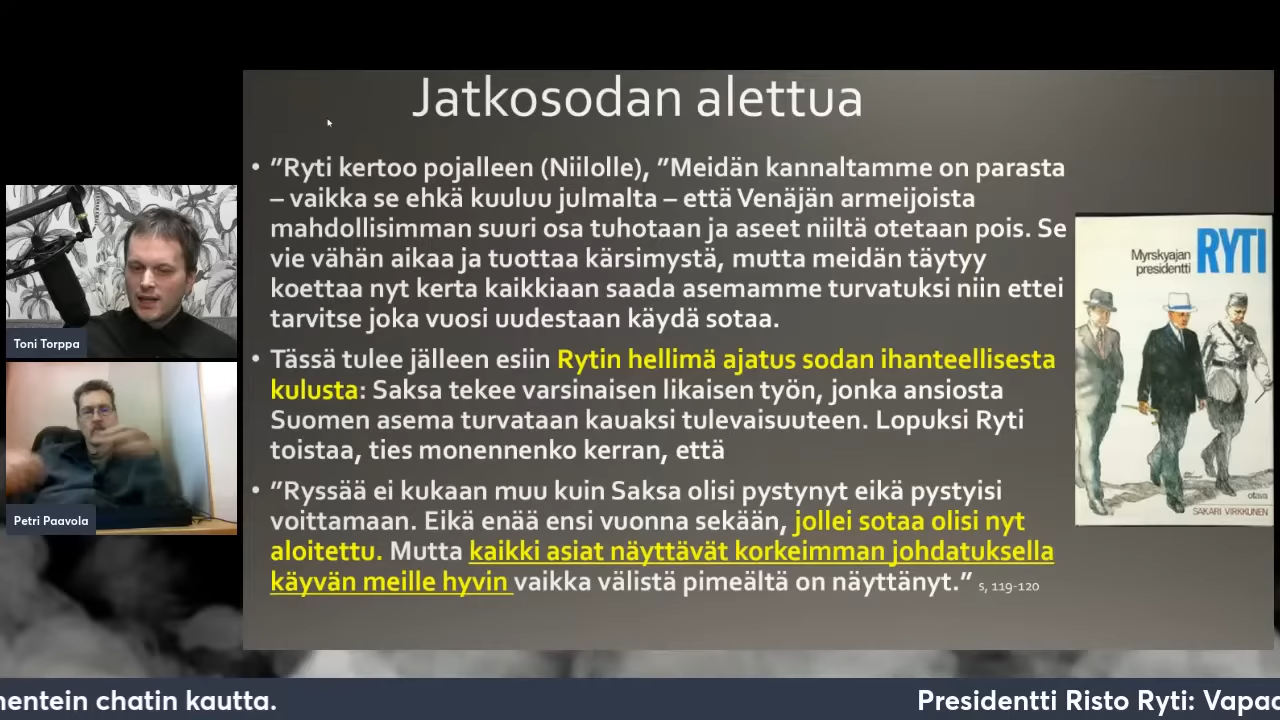 Jatkosodan alettua
• ”Ryti kertoo pojalleen (Niilolle), ”Meidän kannaltamme on parasta
– vaikka se ehkä kuuluu julmalta – että Venäjän armeijoista
mahdollisimman suuri osa tuhotaan ja aseet niiltä otetaan pois. Se
vie vähän aikaa ja tuottaa kärsimystä, mutta meidän täytyy
koettaa nyt kerta kaikkiaan saada asemamme turvatuksi niin ettei
tarvitse joka vuosi uudestaan käydä sotaa.
• Tässä tulee jälleen esiin Rytin hellimä ajatus sodan ihanteellisesta
kulusta: Saksa tekee varsinaisen likaisen työn, jonka ansiosta
Suomen asema turvataan kauaksi tulevaisuuteen. Lopuksi Ryti
toistaa, ties monennenko kerran, että
• ”Ryssää ei kukaan muu kuin Saksa olisi pystynyt eikä pystyisi
voittamaan. Eikä enää ensi vuonna sekään, jollei sotaa olisi nyt
aloitettu. Mutta kaikki asiat näyttävät korkeimman johdatuksella
käyvän meille hyvin vaikka välistä pimeältä on näyttänyt.” s, 119-120
Myrskyajan
presidentti
RYTI
otava
SAKARI VIRKKUNEN
Toni Torppa
Petri Paavola
mentein chatin kautta.
Presidentti Risto Ryti: Vapaa